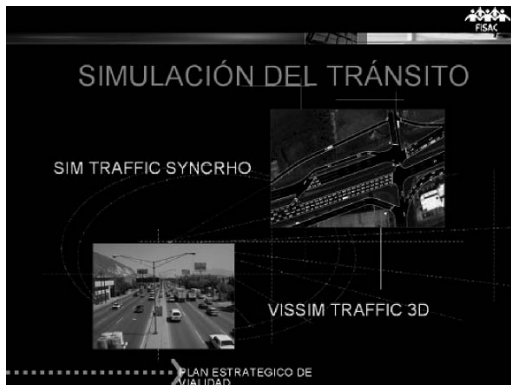 FISAC
SIMULACIÓN DEL TRÁNSITO
SIM TRAFFIC SYNCRHO
VISSIM TRAFFIC 3D
PLAN ESTRATEGICO DE
VIALIDAD